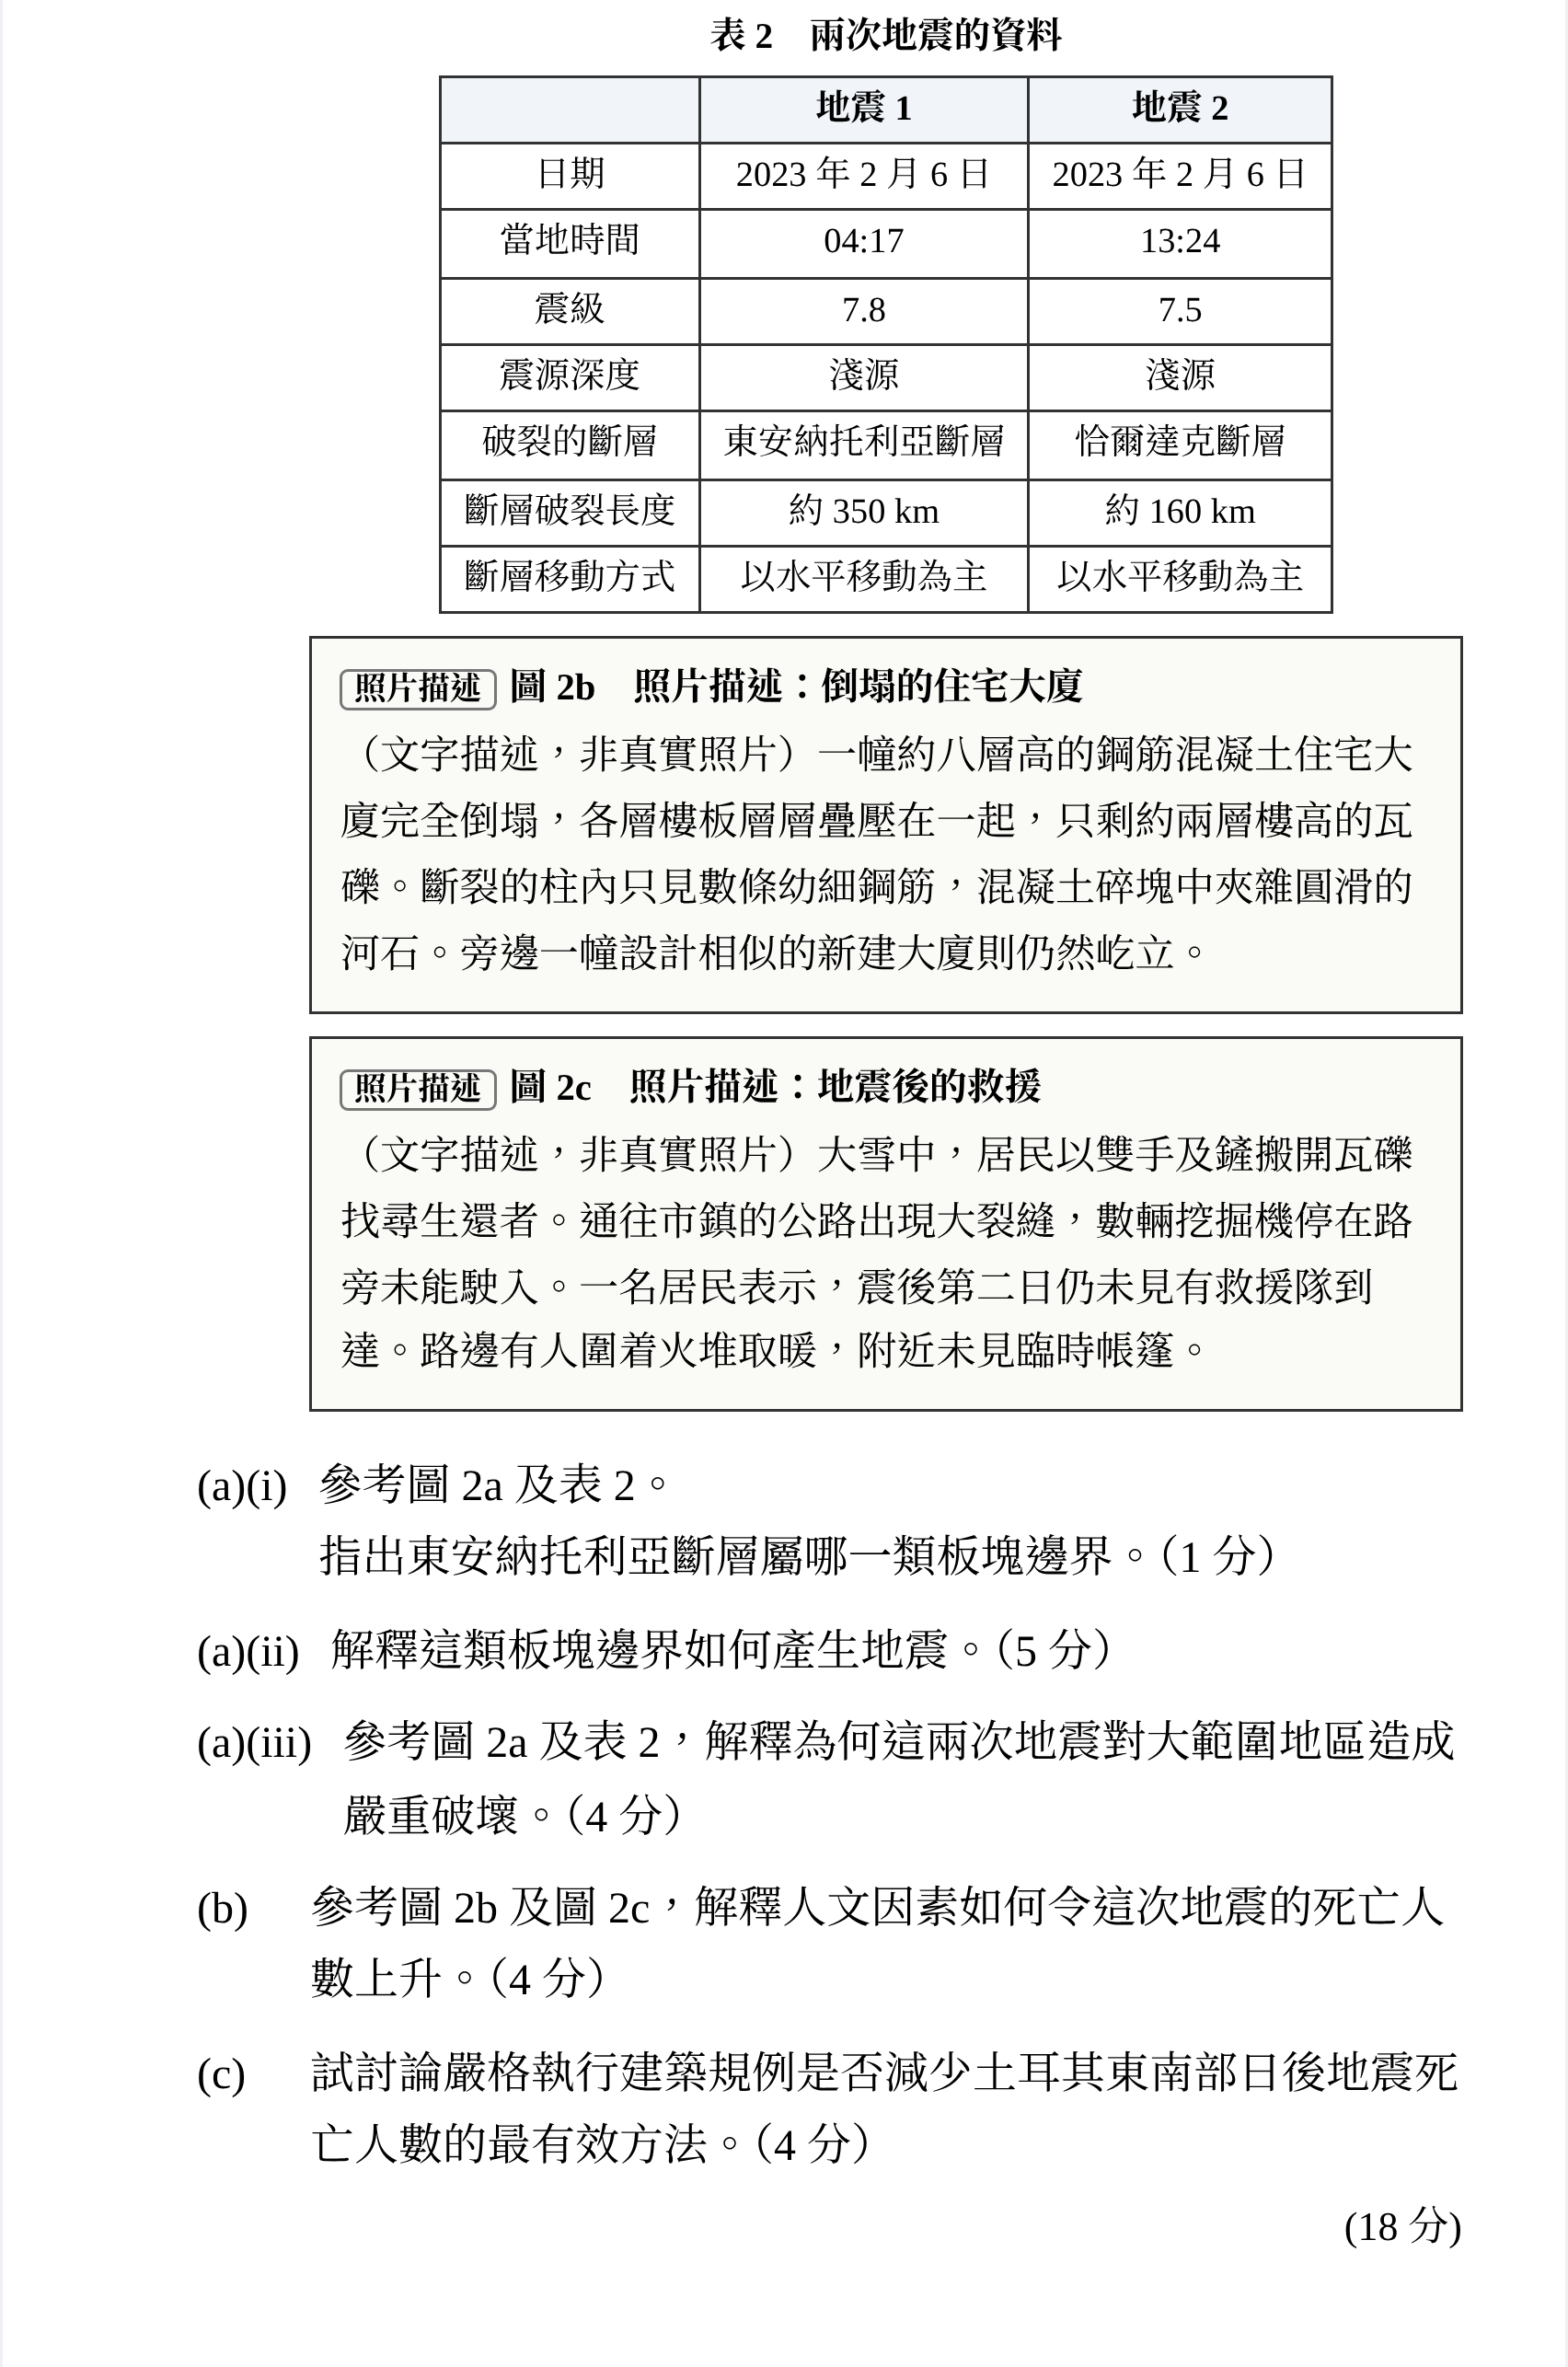 表 2　兩次地震的資料
地震 1　地震 2
日期　2023 年 2 月 6 日　2023 年 2 月 6 日
當地時間　04:17　13:24
震級　7.8　7.5
震源深度　淺源　淺源
破裂的斷層　東安納托利亞斷層　恰爾達克斷層
斷層破裂長度　約 350 km　約 160 km
斷層移動方式　以水平移動為主　以水平移動為主
照片描述 圖 2b　照片描述：倒塌的住宅大廈
（文字描述，非真實照片）一幢約八層高的鋼筋混凝土住宅大
廈完全倒塌，各層樓板層層疊壓在一起，只剩約兩層樓高的瓦
礫。斷裂的柱內只見數條幼細鋼筋，混凝土碎塊中夾雜圓滑的
河石。旁邊一幢設計相似的新建大廈則仍然屹立。
照片描述 圖 2c　照片描述：地震後的救援
（文字描述，非真實照片）大雪中，居民以雙手及鏟搬開瓦礫
找尋生還者。通往市鎮的公路出現大裂縫，數輛挖掘機停在路
旁未能駛入。一名居民表示，震後第二日仍未見有救援隊到
達。路邊有人圍着火堆取暖，附近未見臨時帳篷。
(a)(i) 參考圖 2a 及表 2。
指出東安納托利亞斷層屬哪一類板塊邊界。（1 分）
(a)(ii) 解釋這類板塊邊界如何產生地震。（5 分）
(a)(iii) 參考圖 2a 及表 2，解釋為何這兩次地震對大範圍地區造成
嚴重破壞。（4 分）
(b) 參考圖 2b 及圖 2c，解釋人文因素如何令這次地震的死亡人
數上升。（4 分）
(c) 試討論嚴格執行建築規例是否減少土耳其東南部日後地震死
亡人數的最有效方法。（4 分）
(18 分)